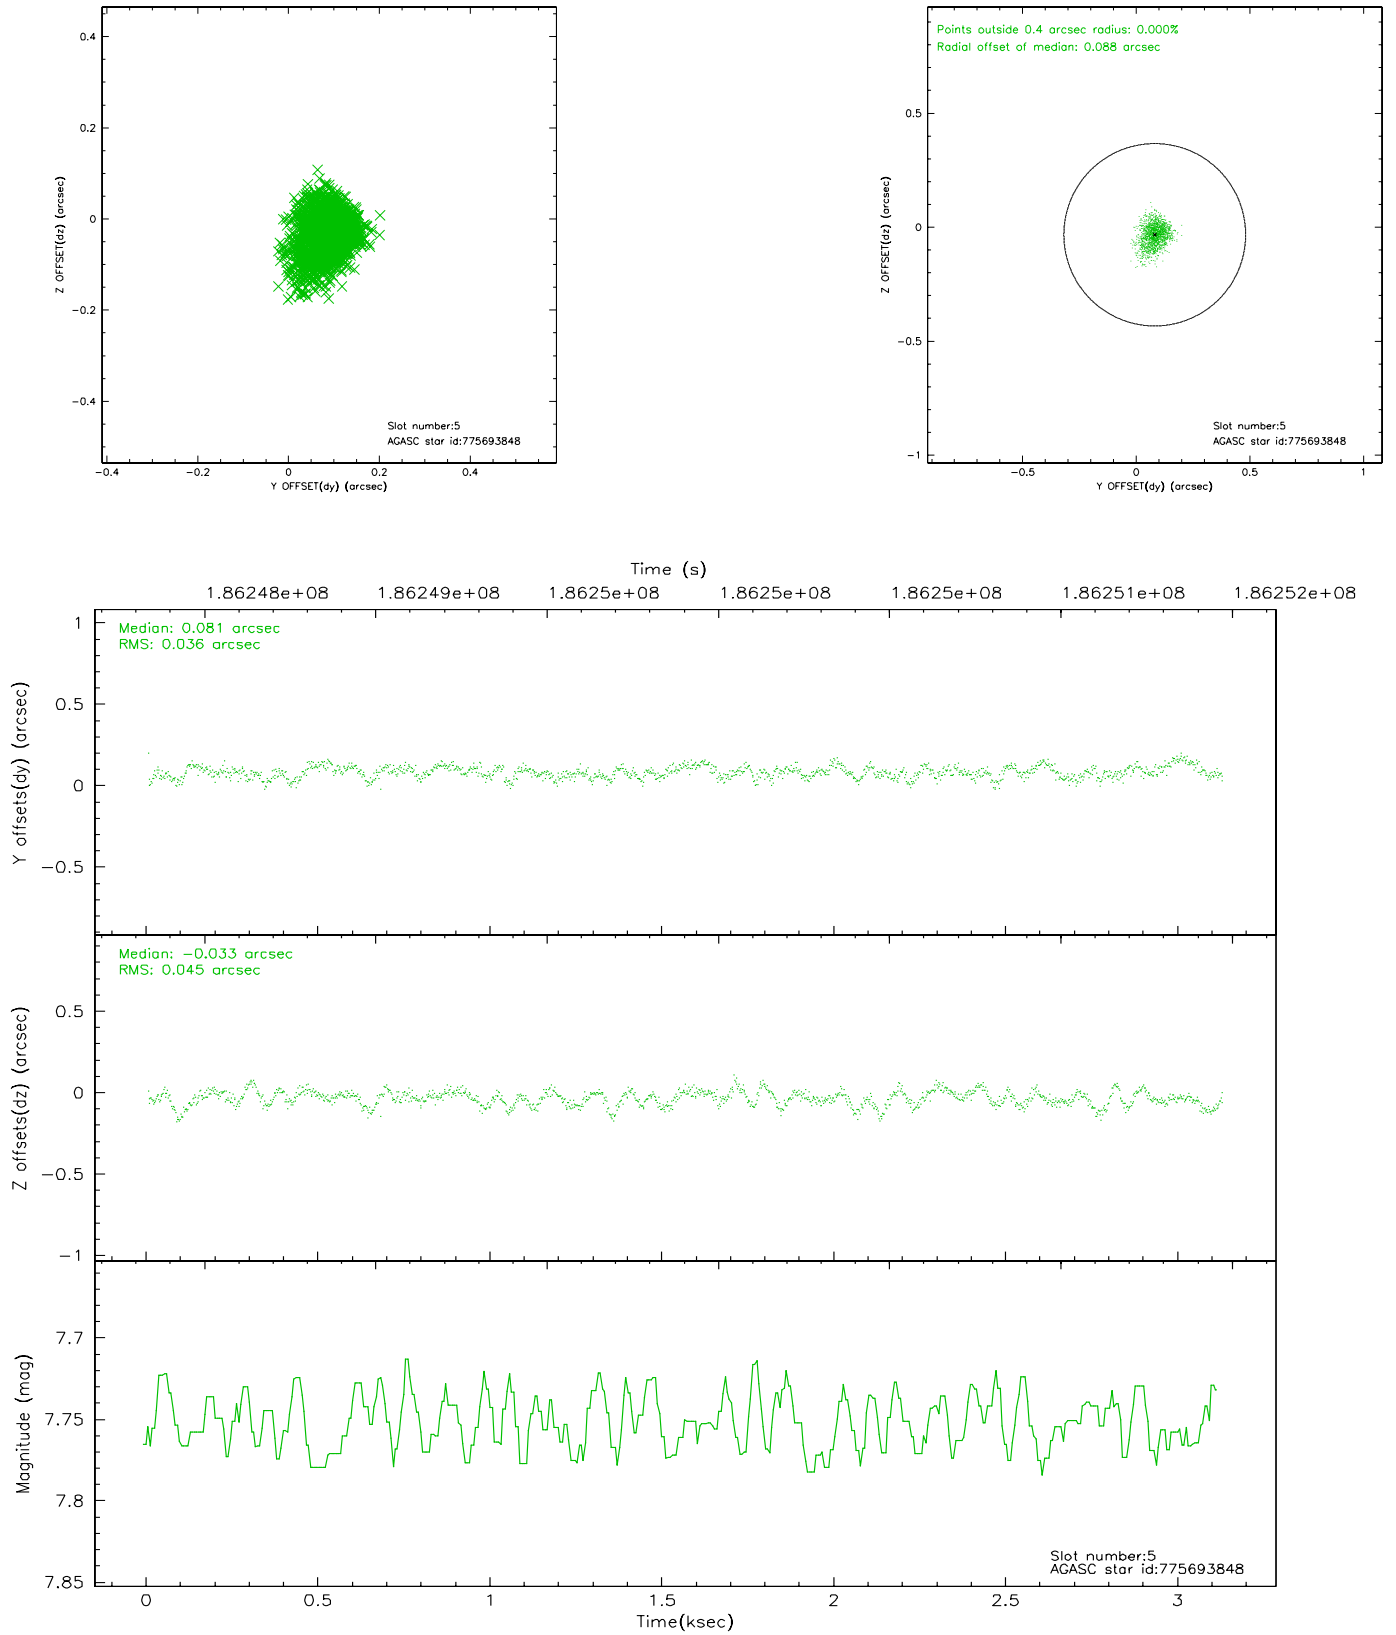 0.4
0.2
0
−0.2
−0.4
Z OFFSET(dz) (arcsec)
Slot number:5
AGASC star id:775693848
−0.4
−0.2
0
0.2
0.4
Y OFFSET(dy) (arcsec)
Points outside 0.4 arcsec radius: 0.000%
Radial offset of median: 0.088 arcsec
0.5
0
−0.5
−1
Z OFFSET(dz) (arcsec)
Slot number:5
AGASC star id:775693848
−0.5
0
0.5
1
Y OFFSET(dy) (arcsec)
Time (s)
1.86248e+08
1.86249e+08
1.8625e+08
1.8625e+08
1.8625e+08
1.86251e+08
1.86252e+08
Median: 0.081 arcsec
RMS: 0.036 arcsec
1
0.5
0
−0.5
Y offsets(dy) (arcsec)
Median: −0.033 arcsec
RMS: 0.045 arcsec
0.5
0
−0.5
−1
Z offsets(dz) (arcsec)
7.7
7.75
7.8
7.85
Magnitude (mag)
Slot number:5
AGASC star id:775693848
0
0.5
1
1.5
2
2.5
3
Time(ksec)